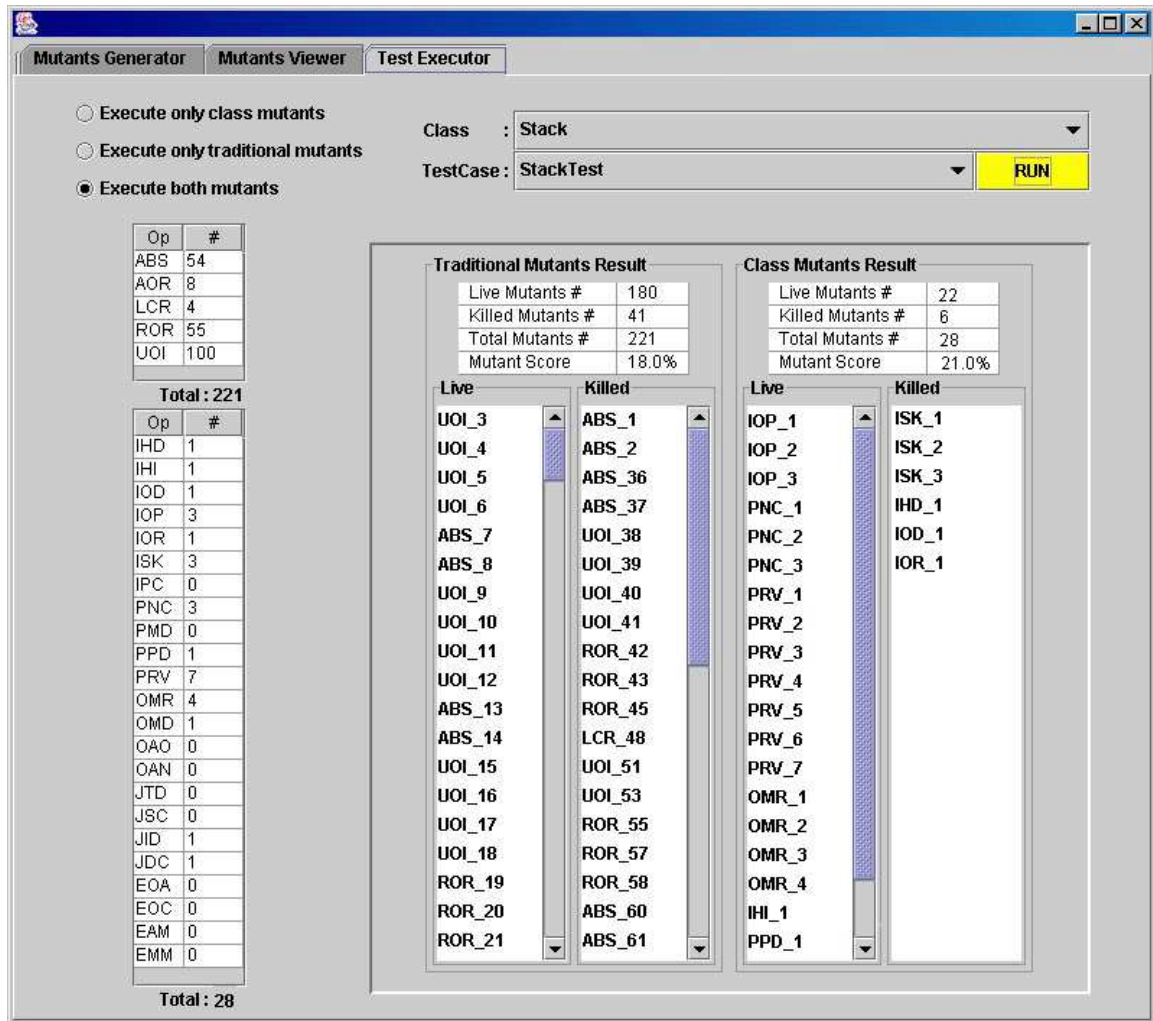 Mutants Generator Mutants Viewer Test Executor
Execute only class mutants
Execute only traditional mutants
Execute both mutants
Class : Stack
TestCase : StackTest RUN
Op #
ABS 54
AOR 8
LCR 4
ROR 55
UOI 100
Total : 221
Op #
IHD 1
IHI 1
IOD 1
IOP 3
IOR 1
ISK 3
IPC 0
PNC 3
PMD 0
PPD 1
PRV 7
OMR 4
OMD 1
OAO 0
OAN 0
JTD 0
JSC 0
JID 1
JDC 1
EOA 0
EOC 0
EAM 0
EMM 0
Total : 28
Traditional Mutants Result
Live Mutants # 180
Killed Mutants # 41
Total Mutants # 221
Mutant Score 18.0%
Live
UOI_3
UOI_4
UOI_5
UOI_6
ABS_7
ABS_8
UOI_9
UOI_10
UOI_11
UOI_12
ABS_13
ABS_14
UOI_15
UOI_16
UOI_17
UOI_18
ROR_19
ROR_20
ROR_21
Killed
ABS_1
ABS_2
ABS_36
ABS_37
UOI_38
UOI_39
UOI_40
UOI_41
ROR_42
ROR_43
ROR_45
LCR_48
UOI_51
UOI_53
ROR_55
ROR_57
ROR_58
ABS_60
ABS_61
Class Mutants Result
Live Mutants # 22
Killed Mutants # 6
Total Mutants # 28
Mutant Score 21.0%
Live
IOP_1
IOP_2
IOP_3
PNC_1
PNC_2
PNC_3
PRV_1
PRV_2
PRV_3
PRV_4
PRV_5
PRV_6
PRV_7
OMR_1
OMR_2
OMR_3
OMR_4
IHI_1
PPD_1
Killed
ISK_1
ISK_2
ISK_3
IHD_1
IOD_1
IOR_1